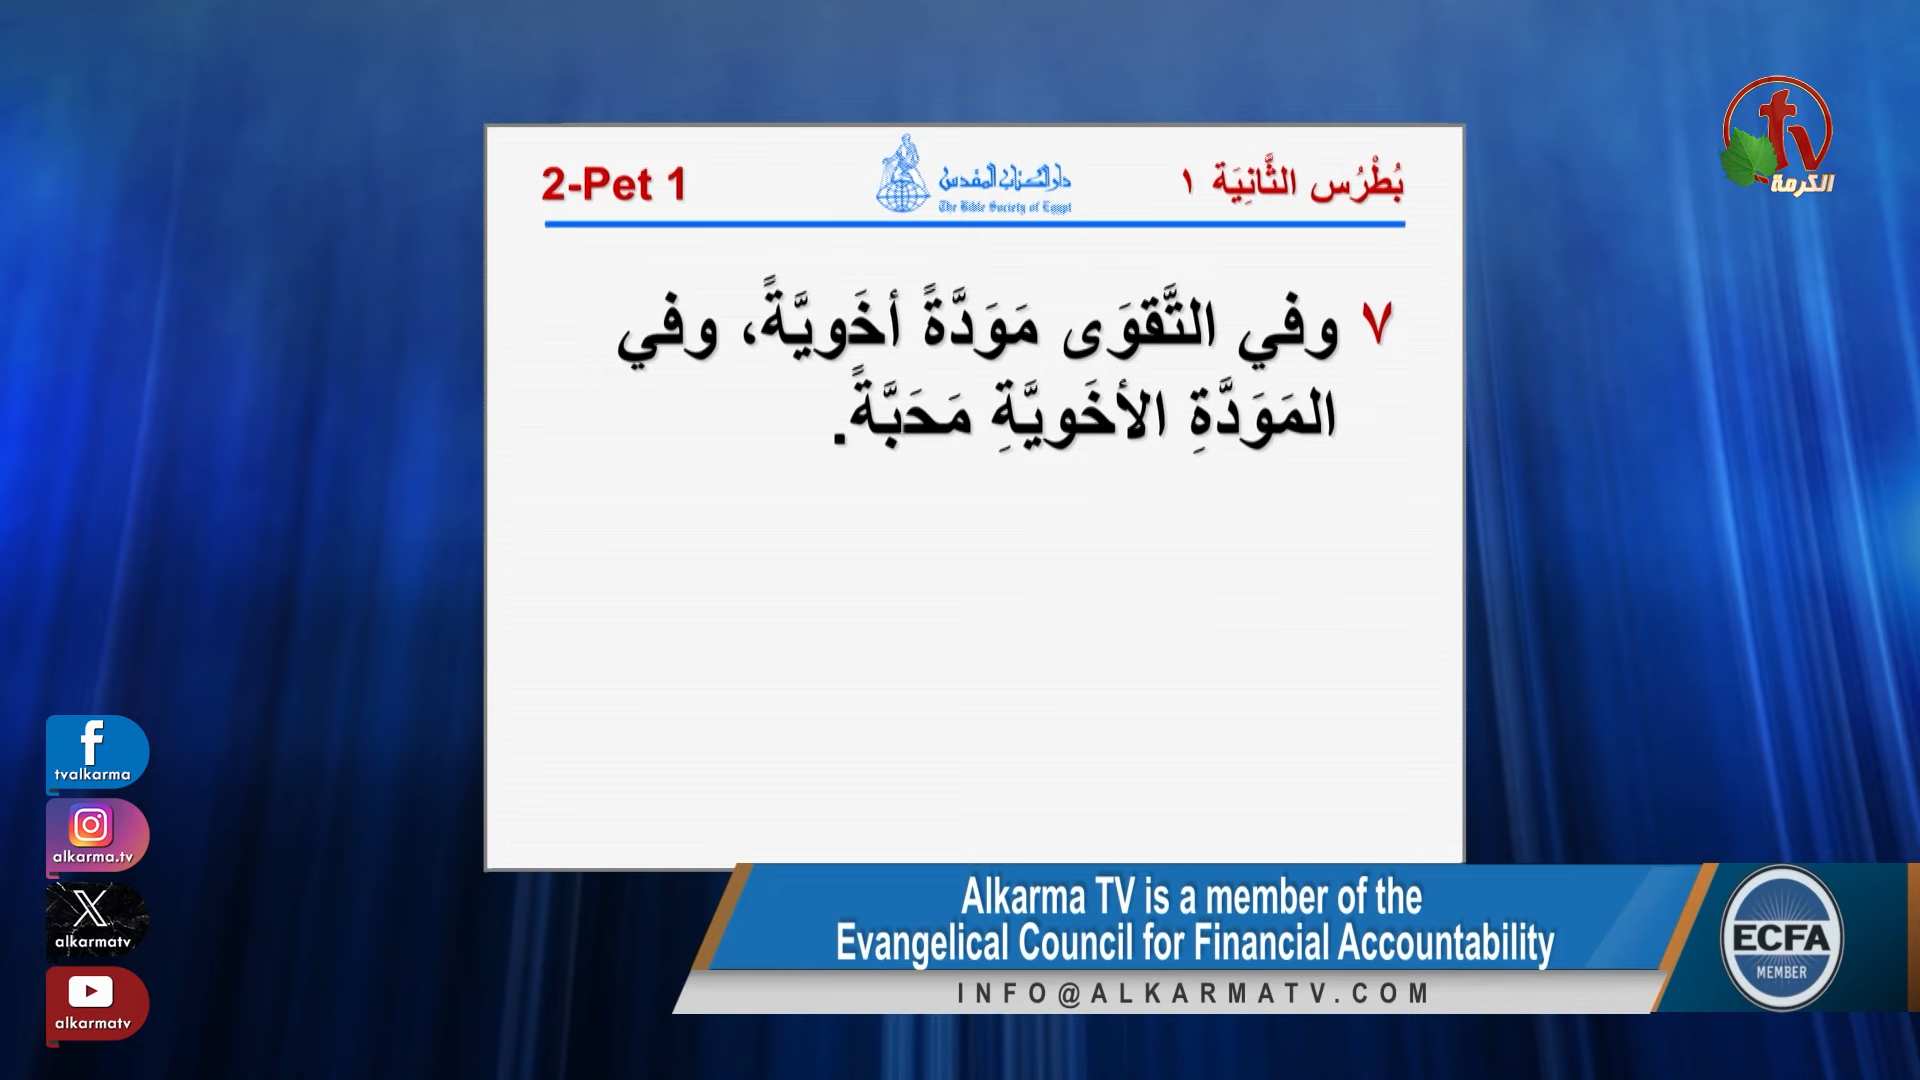 tv
الكرمة
2-Pet 1
دار الكتاب المقدس
The Bible Society of Egypt
بُطْرُس الثَّانِيَة ١
٧ وفي التَّقوَى مَوَدَّةً أخَويَّةً، وفي
المَوَدَّةِ الأخَويَّةِ مَحَبَّةً.
tvalkarma
alkarma.tv
alkarmatv
alkarmatv
Alkarma TV is a member of the
Evangelical Council for Financial Accountability
INFO@ALKARMATV.COM
ECFA
MEMBER